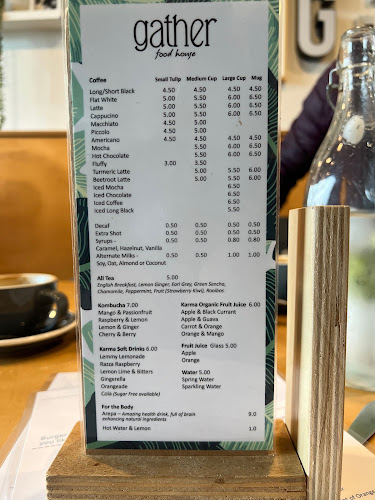 gather
food house
Coffee Small Tulip Medium Cup Large Cup Mug
Long/Short Black 4.50 4.50 4.50 4.50
Flat White 5.00 5.50 6.00 6.50
Latte 5.00 5.50 6.00 6.50
Cappucino 5.00 5.50 6.00 6.50
Macchiato 4.50 5.00
Piccolo 4.50 5.00
Americano 4.50 4.50 4.50 4.50
Mocha 5.50 6.00 6.50
Hot Chocolate 5.50 6.00 6.50
Fluffy 3.00 3.50
Turmeric Latte 5.00 5.50 6.00
Beetroot Latte 5.00 5.50 6.00
Iced Mocha 6.50
Iced Chocolate 6.50
Iced Coffee 6.50
Iced Long Black 5.50
Decaf 0.50 0.50 0.50 0.50
Extra Shot 0.50 0.50 0.50 0.50
Syrups - 0.50 0.50 0.80 0.80
Caramel, Hazelnut, Vanilla
Alternate Milks - 0.50 0.50 1.00 1.00
Soy, Oat, Almond or Coconut
All Tea 5.00
English Breakfast, Lemon Ginger, Earl Grey, Green Sencha,
Chamomile, Peppermint, Fruit (Strawberry Kiwi), Rooibos
Kombucha 7.00
Mango & Passionfruit
Raspberry & Lemon
Lemon & Ginger
Cherry & Berry
Karma Organic Fruit Juice 6.00
Apple & Black Currant
Apple & Guava
Carrot & Orange
Orange & Mango
Karma Soft Drinks 6.00
Lemmy Lemonade
Razza Raspberry
Lemon Lime & Bitters
Gingerella
Orangeade
Cola (Sugar Free available)
Fruit Juice Glass 5.00
Apple
Orange
Water 5.00
Spring Water
Sparkling Water
For the Body
Arepa – Amazing health drink, full of brain 9.0
enhancing natural ingredients
Hot Water & Lemon 1.0
G